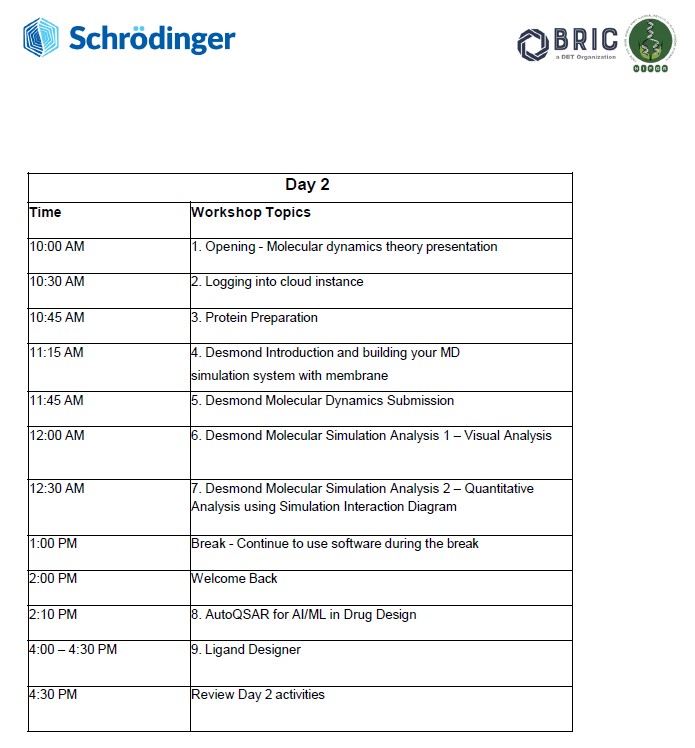 Schrödinger
BRIC
a DBT Organization
Day 2
Time Workshop Topics
10:00 AM 1. Opening - Molecular dynamics theory presentation
10:30 AM 2. Logging into cloud instance
10:45 AM 3. Protein Preparation
11:15 AM 4. Desmond Introduction and building your MD
simulation system with membrane
11:45 AM 5. Desmond Molecular Dynamics Submission
12:00 AM 6. Desmond Molecular Simulation Analysis 1 – Visual Analysis
12:30 AM 7. Desmond Molecular Simulation Analysis 2 – Quantitative
Analysis using Simulation Interaction Diagram
1:00 PM Break - Continue to use software during the break
2:00 PM Welcome Back
2:10 PM 8. AutoQSAR for AI/ML in Drug Design
4:00 – 4:30 PM 9. Ligand Designer
4:30 PM Review Day 2 activities